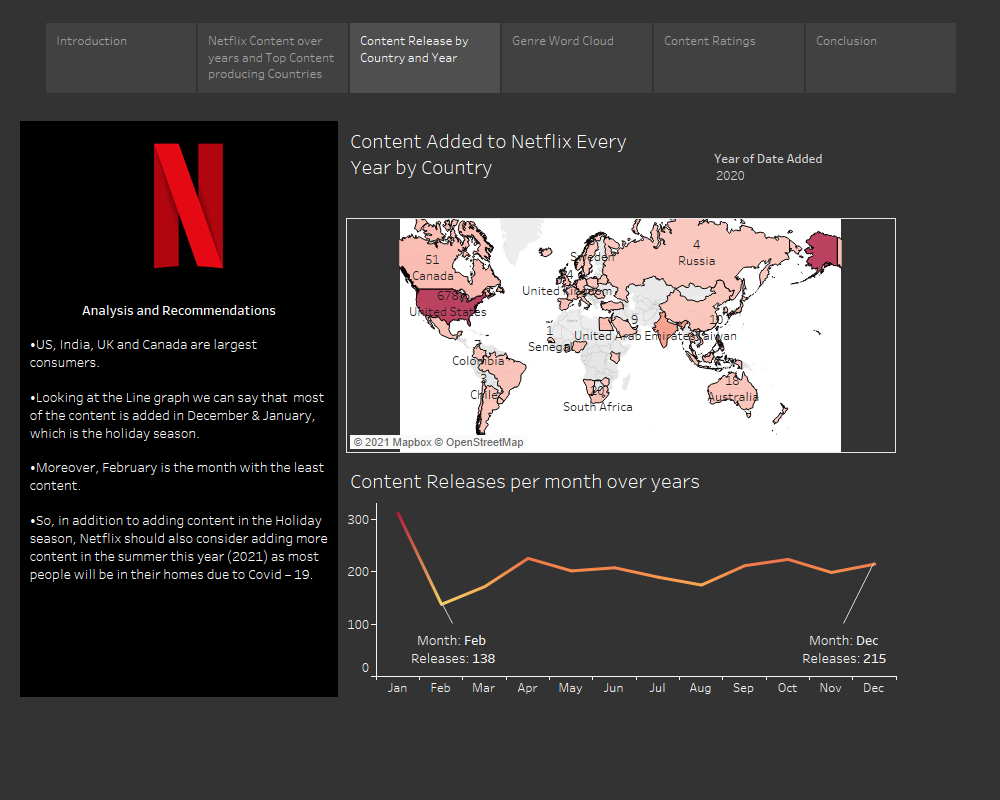 Introduction
Netflix Content over
years and Top Content
producing Countries
Content Release by
Country and Year
Genre Word Cloud
Content Ratings
Conclusion
Analysis and Recommendations
•US, India, UK and Canada are largest
consumers.
•Looking at the Line graph we can say that  most
of the content is added in December & January,
which is the holiday season.
•Moreover, February is the month with the least
content.
•So, in addition to adding content in the Holiday
season, Netflix should also consider adding more
content in the summer this year (2021) as most
people will be in their homes due to Covid – 19.
Content Added to Netflix Every
Year by Country
Year of Date Added
2020
51
Canada
678
United States
Colombia
Chile
Sweden
United Kingdom
4
Russia
1
Senegal
9
United Arab Emirates
Taiwan
South Africa
18
Australia
© 2021 Mapbox © OpenStreetMap
Content Releases per month over years
300
200
100
0
Month: Feb
Releases: 138
Month: Dec
Releases: 215
Jan Feb Mar Apr May Jun Jul Aug Sep Oct Nov Dec